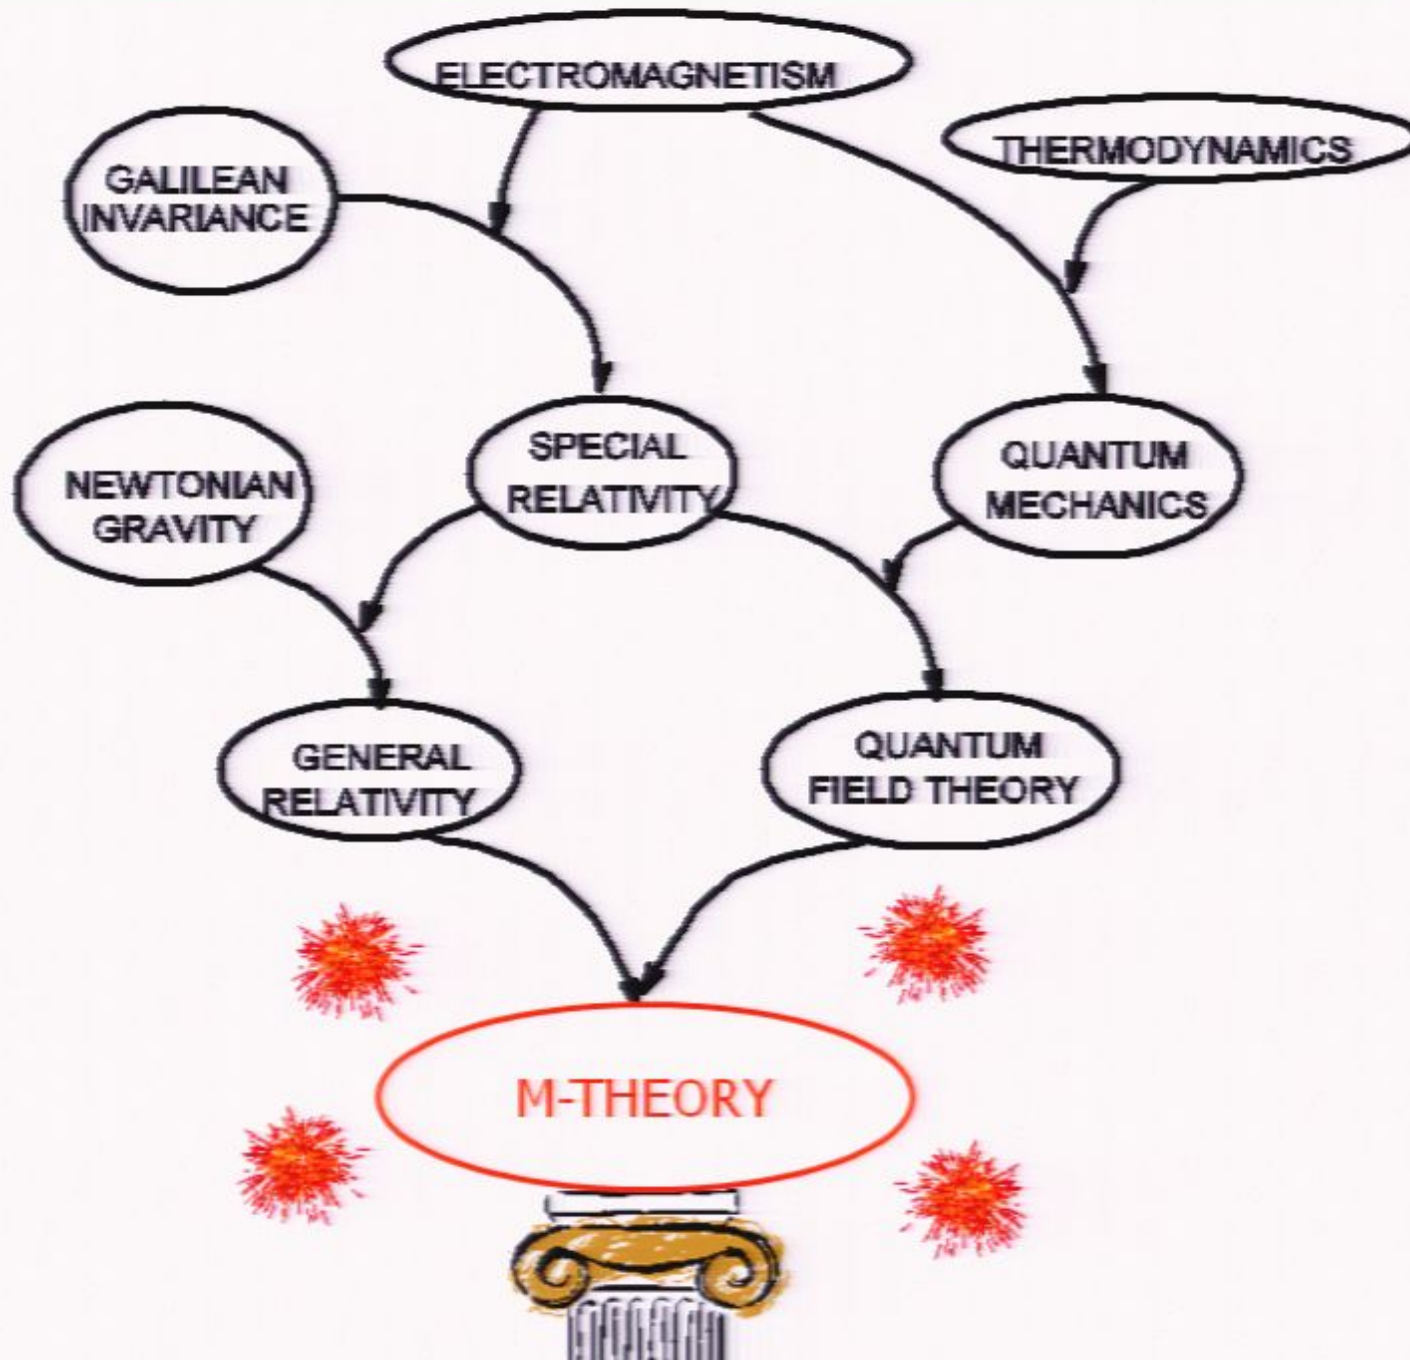 ELECTROMAGNETISM
THERMODYNAMICS
GALILEAN
INVARIANCE
NEWTONIAN
GRAVITY
SPECIAL
RELATIVITY
QUANTUM
MECHANICS
GENERAL
RELATIVITY
QUANTUM
FIELD THEORY
M-THEORY